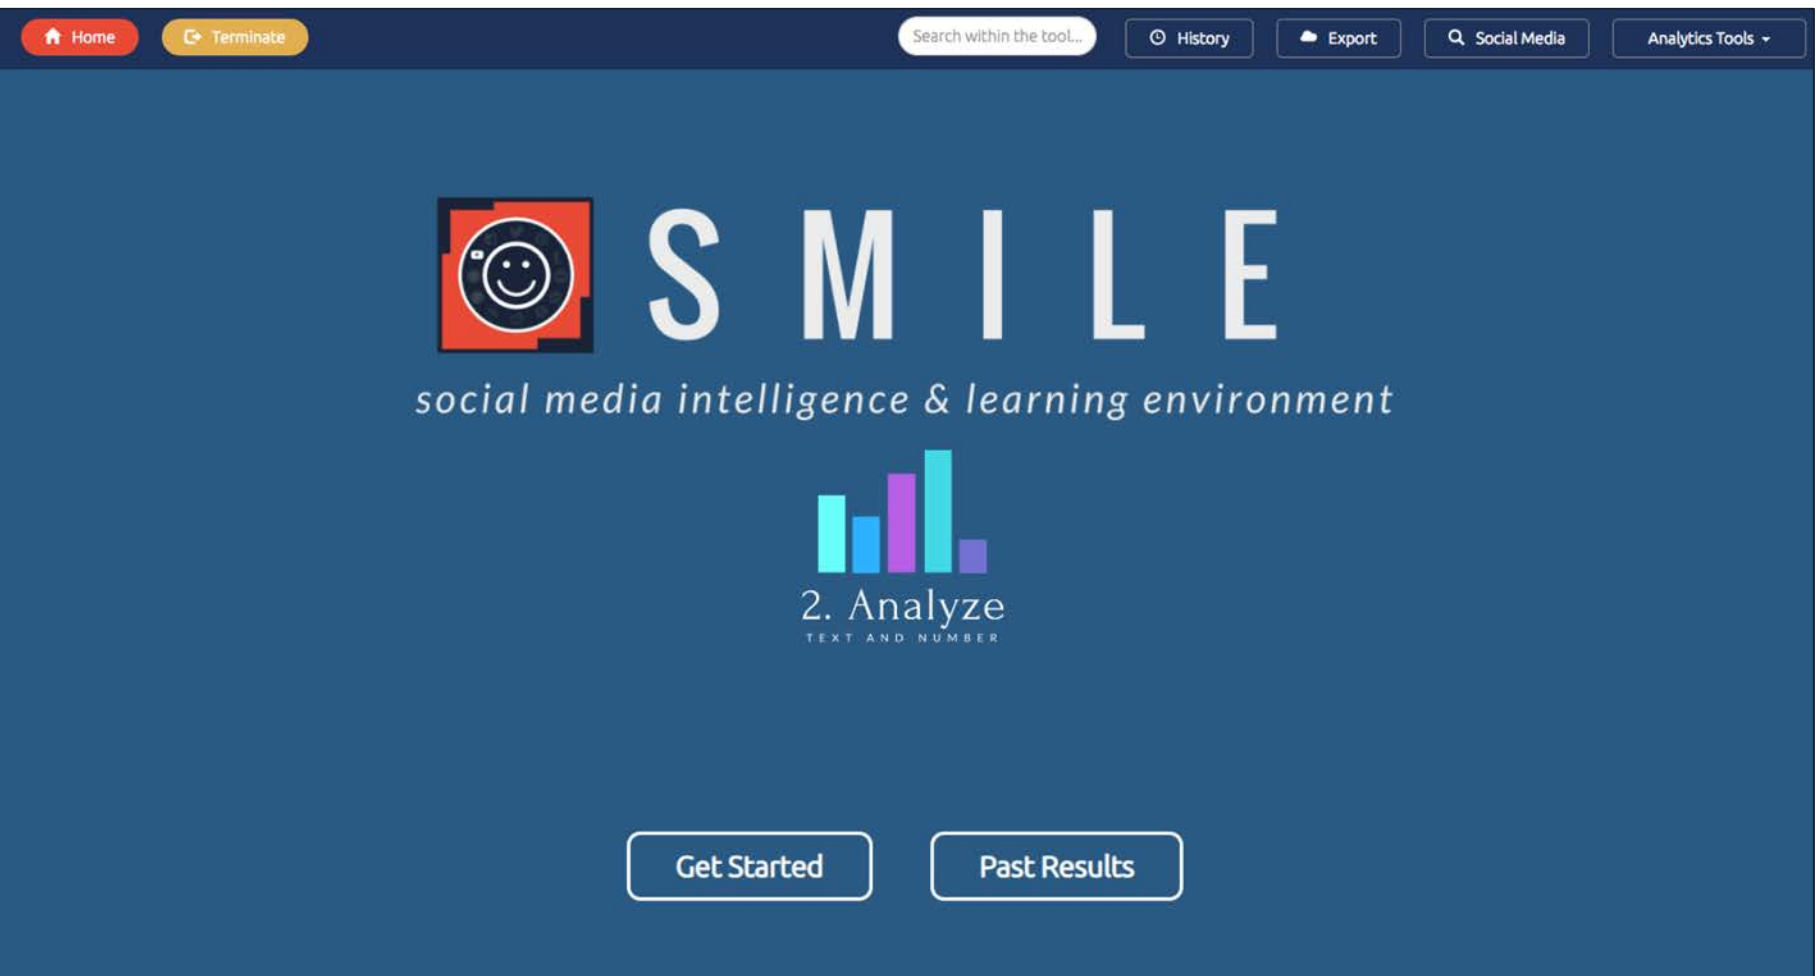 Home
Terminate
Search within the tool...
History
Export
Social Media
Analytics Tools
SMILE
social media intelligence & learning environment
2. Analyze
TEXT AND NUMBER
Get Started
Past Results